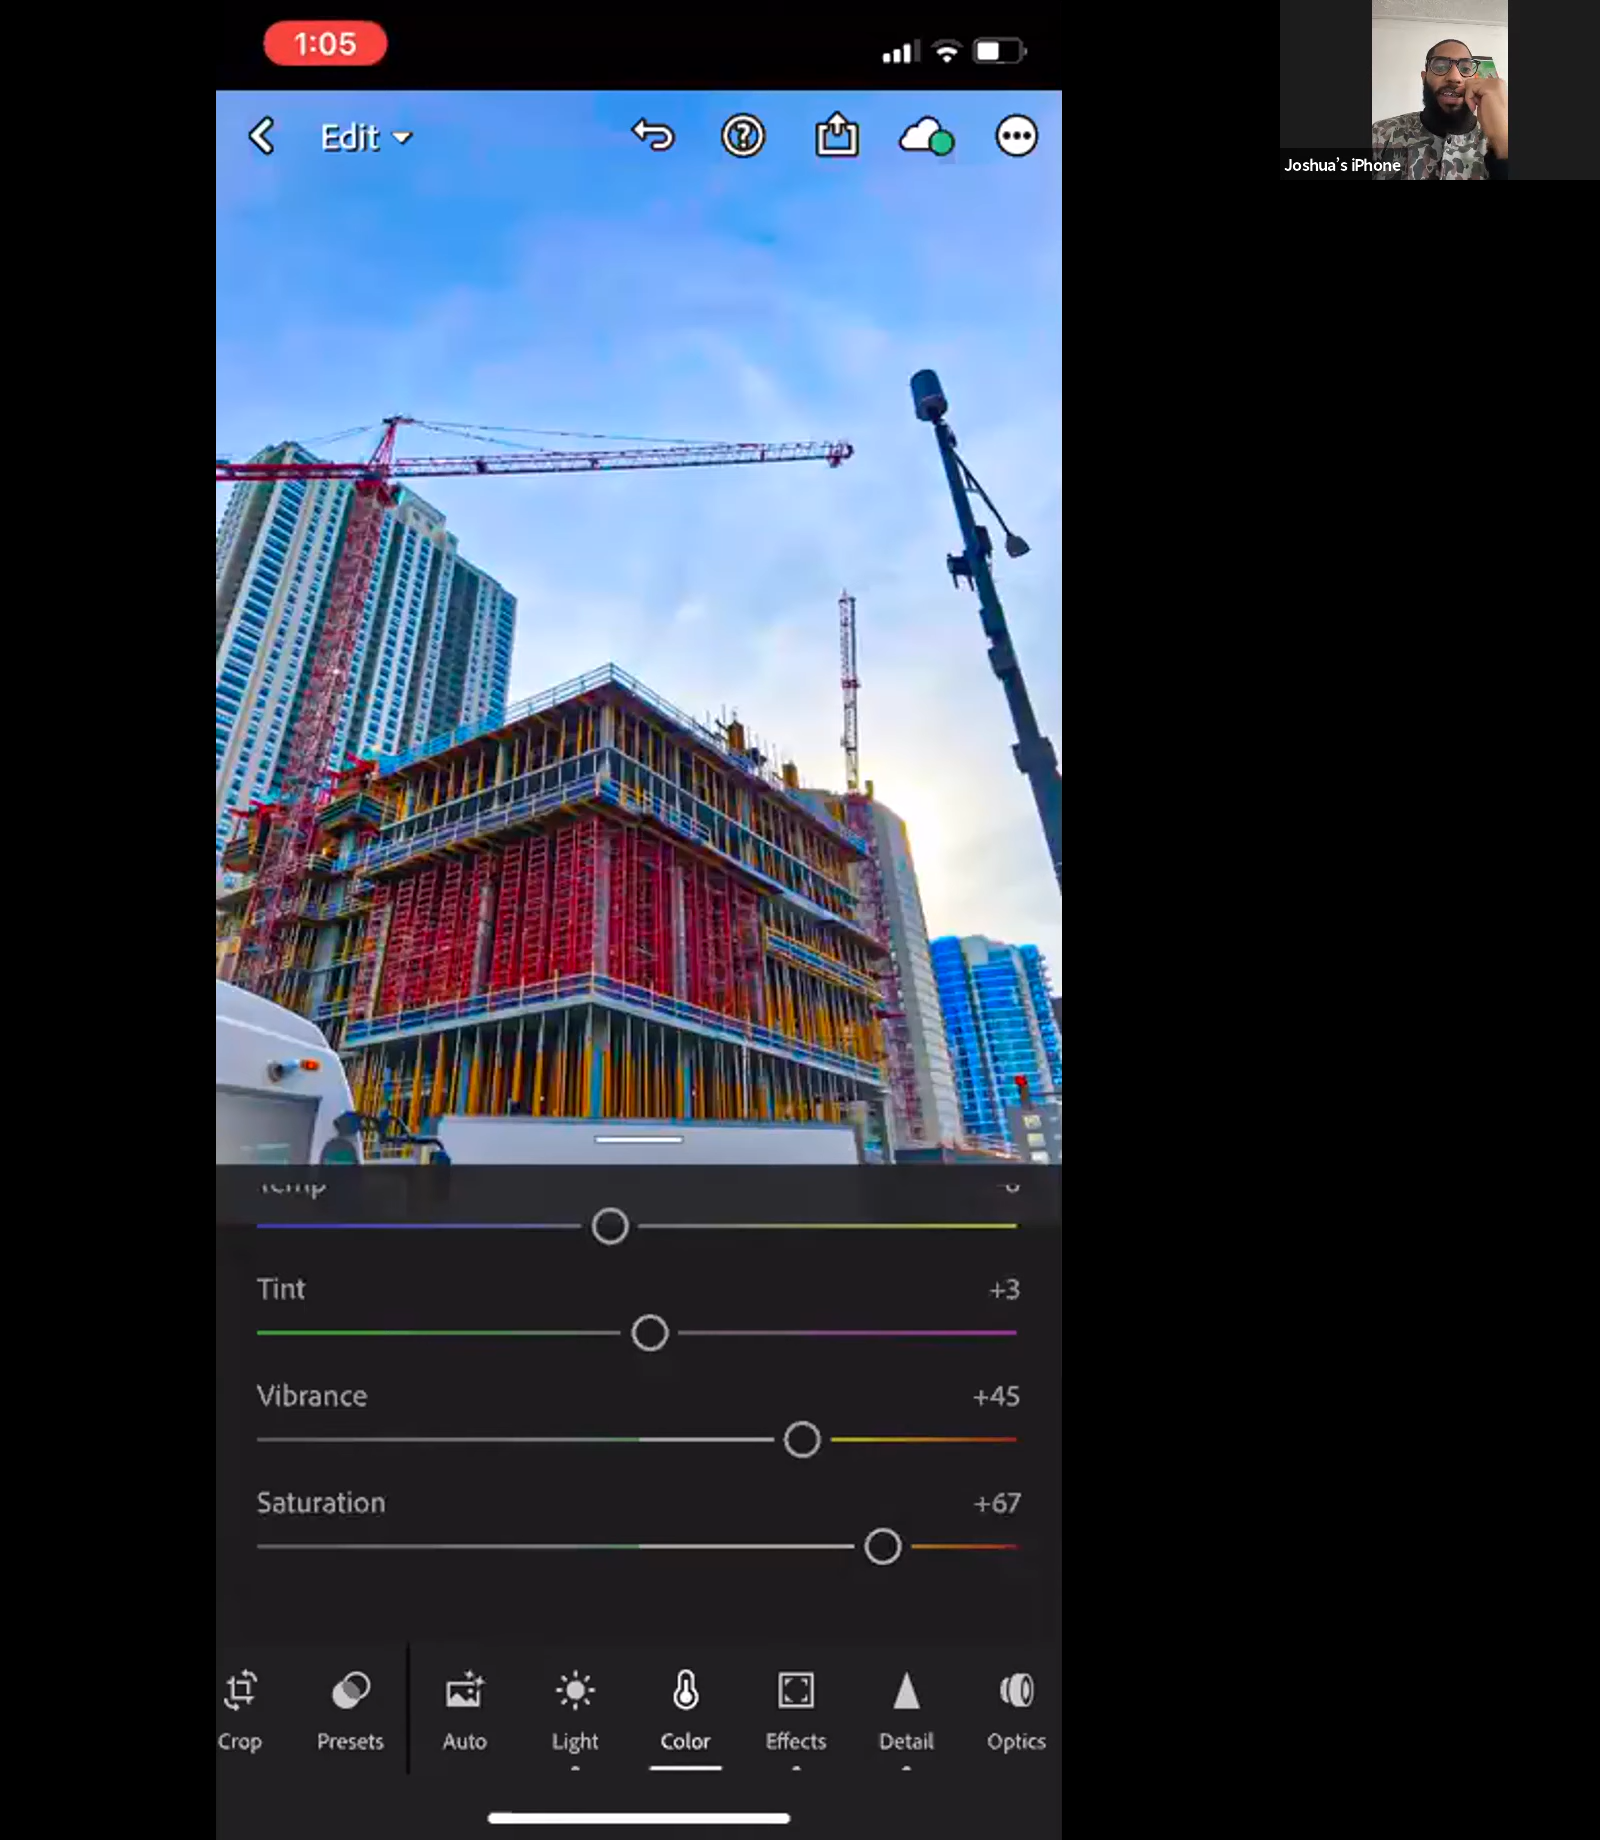 1:05
Edit
Joshua's iPhone
Temp
Tint +3
Vibrance +45
Saturation +67
Crop Presets Auto Light Color Effects Detail Optics